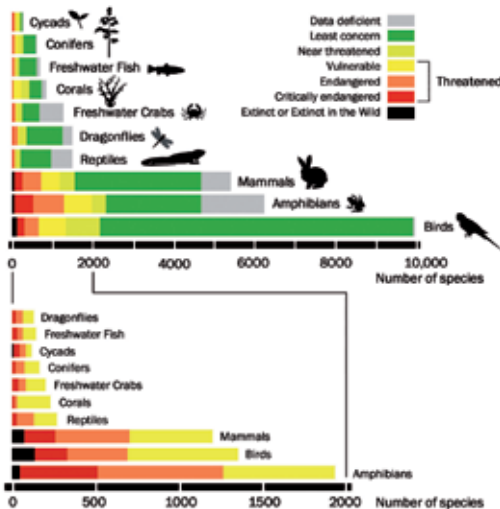 Cycads
Conifers
Freshwater Fish
Corals
Freshwater Crabs
Dragonflies
Reptiles
Mammals
Amphibians
Birds
Data deficient
Least concern
Near threatened
Vulnerable
Endangered
Critically endangered
Extinct or Extinct in the Wild
Threatened
0 2000 4000 6000 8000 10,000
Number of species
Dragonflies
Freshwater Fish
Cycads
Conifers
Freshwater Crabs
Corals
Reptiles
Mammals
Birds
Amphibians
0 500 1000 1500 2000 Number of species